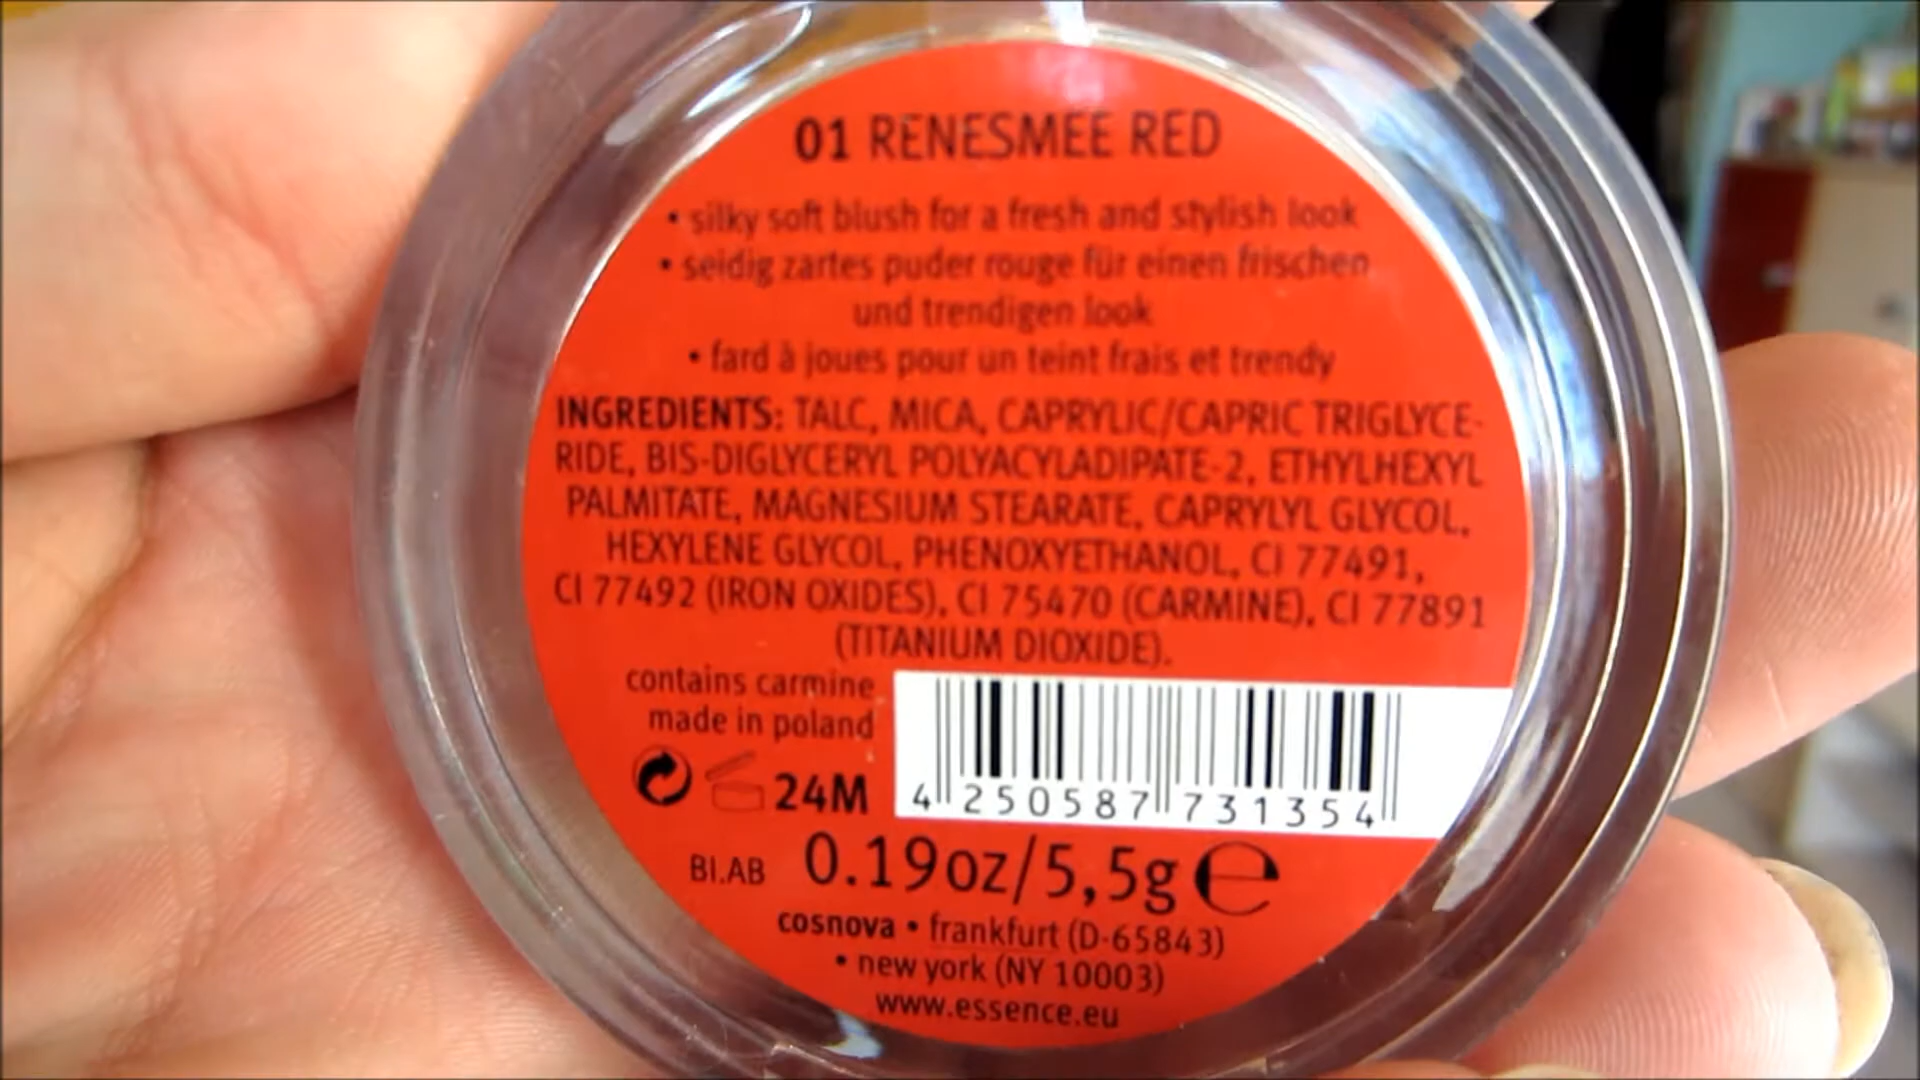 01 RENESMEE RED
• silky soft blush for a fresh and stylish look
• seidig zartes puder rouge für einen frischen
und trendigen look
• fard à joues pour un teint frais et trendy
INGREDIENTS: TALC, MICA, CAPRYLIC/CAPRIC TRIGLYCE-
RIDE, BIS-DIGLYCERYL POLYACYLADIPATE-2, ETHYLHEXYL
PALMITATE, MAGNESIUM STEARATE, CAPRYLYL GLYCOL,
HEXYLENE GLYCOL, PHENOXYETHANOL, CI 77491,
CI 77492 (IRON OXIDES), CI 75470 (CARMINE), CI 77891
(TITANIUM DIOXIDE).
contains carmine
made in poland
24M
4 250587 731354
BI.AB 0.19oz/5,5g e
cosnova • frankfurt (D-65843)
• new york (NY 10003)
www.essence.eu